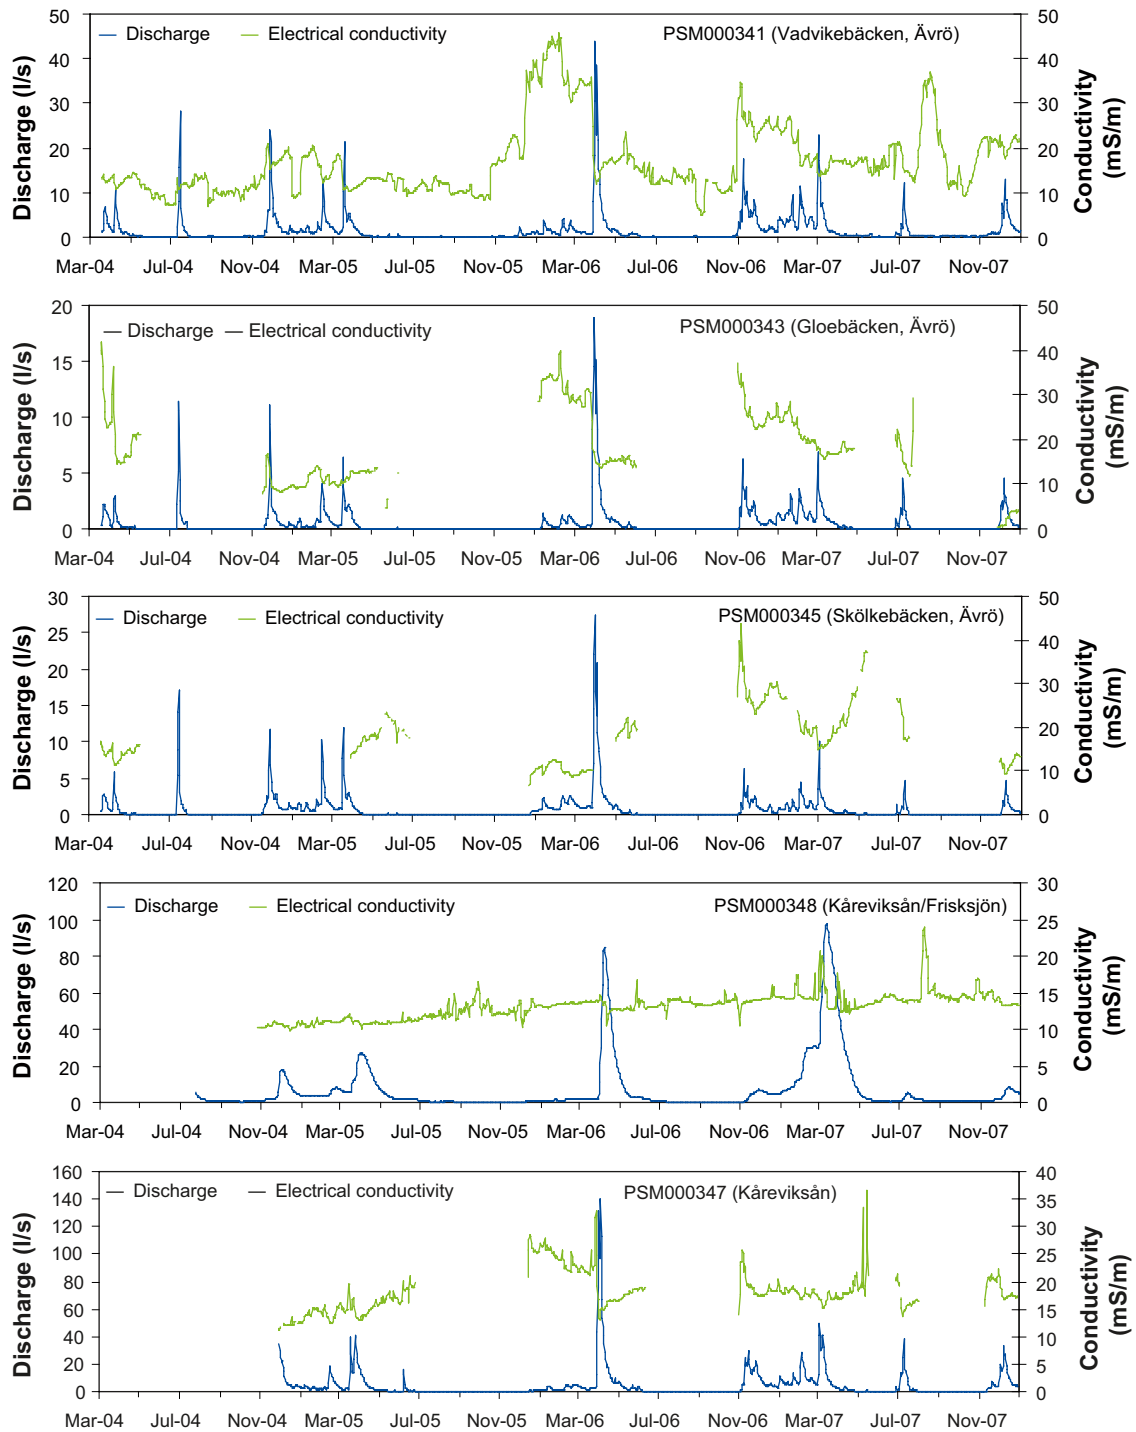 Discharge Electrical conductivity PSM000341 (Vadvikebäcken, Ävrö)
Discharge (l/s)
50 40 30 20 10 0
50 40 30 20 10 0
Conductivity
(mS/m)
Mar-04 Jul-04 Nov-04 Mar-05 Jul-05 Nov-05 Mar-06 Jul-06 Nov-06 Mar-07 Jul-07 Nov-07
Discharge Electrical conductivity PSM000343 (Gloebäcken, Ävrö)
Discharge (l/s)
20 15 10 5 0
50 40 30 20 10 0
Conductivity
(mS/m)
Mar-04 Jul-04 Nov-04 Mar-05 Jul-05 Nov-05 Mar-06 Jul-06 Nov-06 Mar-07 Jul-07 Nov-07
Discharge Electrical conductivity PSM000345 (Skölkebäcken, Ävrö)
Discharge (l/s)
30 25 20 15 10 5 0
50 40 30 20 10 0
Conductivity
(mS/m)
Mar-04 Jul-04 Nov-04 Mar-05 Jul-05 Nov-05 Mar-06 Jul-06 Nov-06 Mar-07 Jul-07 Nov-07
Discharge Electrical conductivity PSM000348 (Kåreviksån/Frisksjön)
Discharge (l/s)
120 100 80 60 40 20 0
30 25 20 15 10 5 0
Conductivity
(mS/m)
Mar-04 Jul-04 Nov-04 Mar-05 Jul-05 Nov-05 Mar-06 Jul-06 Nov-06 Mar-07 Jul-07 Nov-07
Discharge Electrical conductivity PSM000347 (Kåreviksån)
Discharge (l/s)
160 140 120 100 80 60 40 20 0
40 35 30 25 20 15 10 5 0
Conductivity
(mS/m)
Mar-04 Jul-04 Nov-04 Mar-05 Jul-05 Nov-05 Mar-06 Jul-06 Nov-06 Mar-07 Jul-07 Nov-07